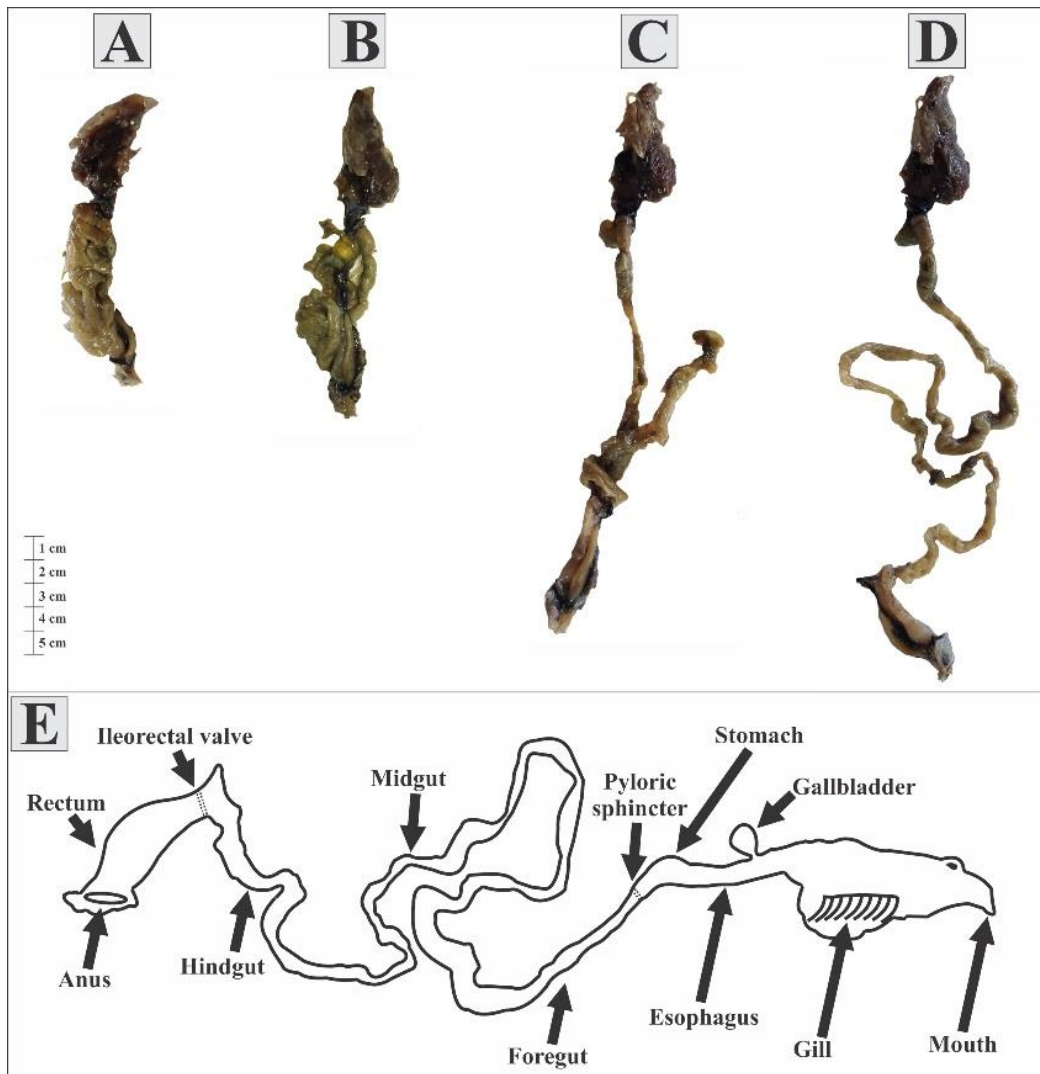 A
B
C
D
1 cm
2 cm
3 cm
4 cm
5 cm
E
Ileorectal valve
Rectum
Anus
Hindgut
Midgut
Foregut
Pyloric
sphincter
Stomach
Gallbladder
Esophagus
Gill
Mouth